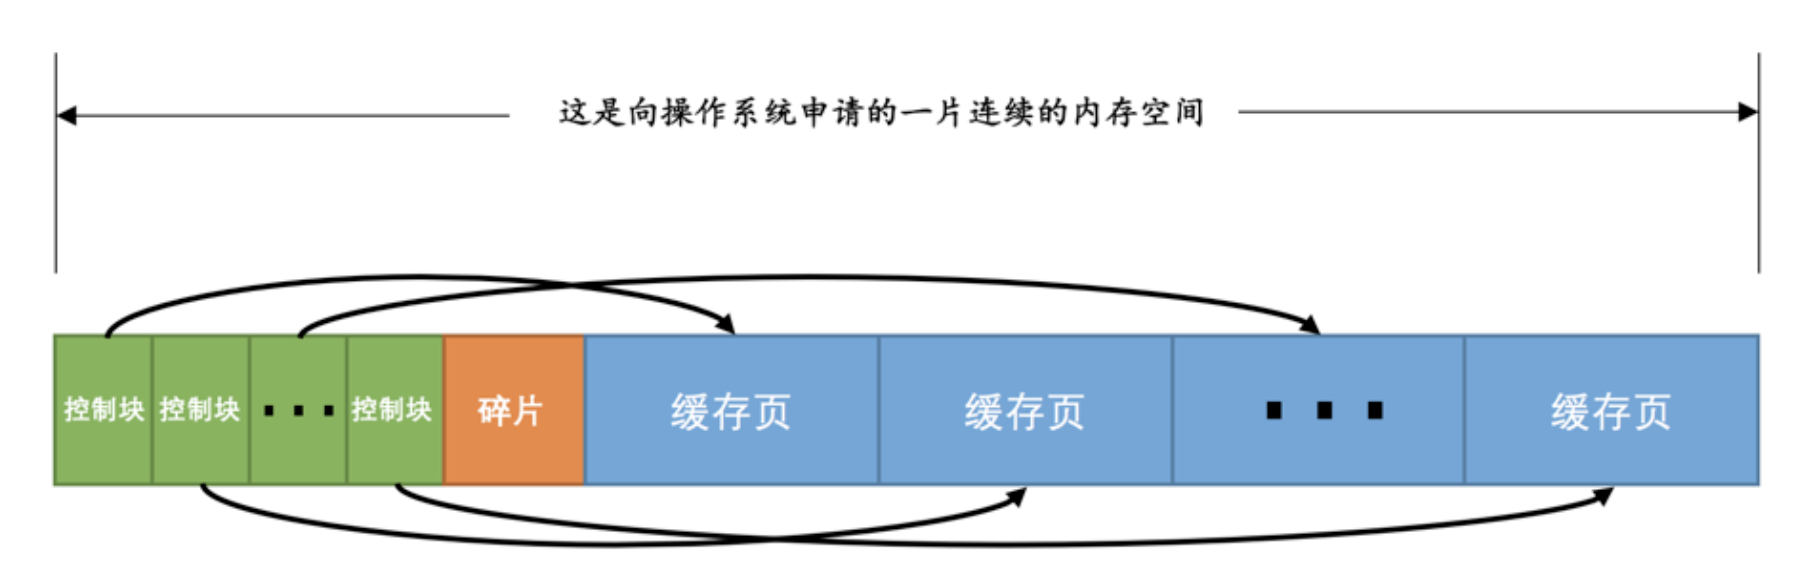 这是向操作系统申请的一片连续的内存空间
控制块 控制块 ··· 控制块 碎片 缓存页 缓存页 ··· 缓存页